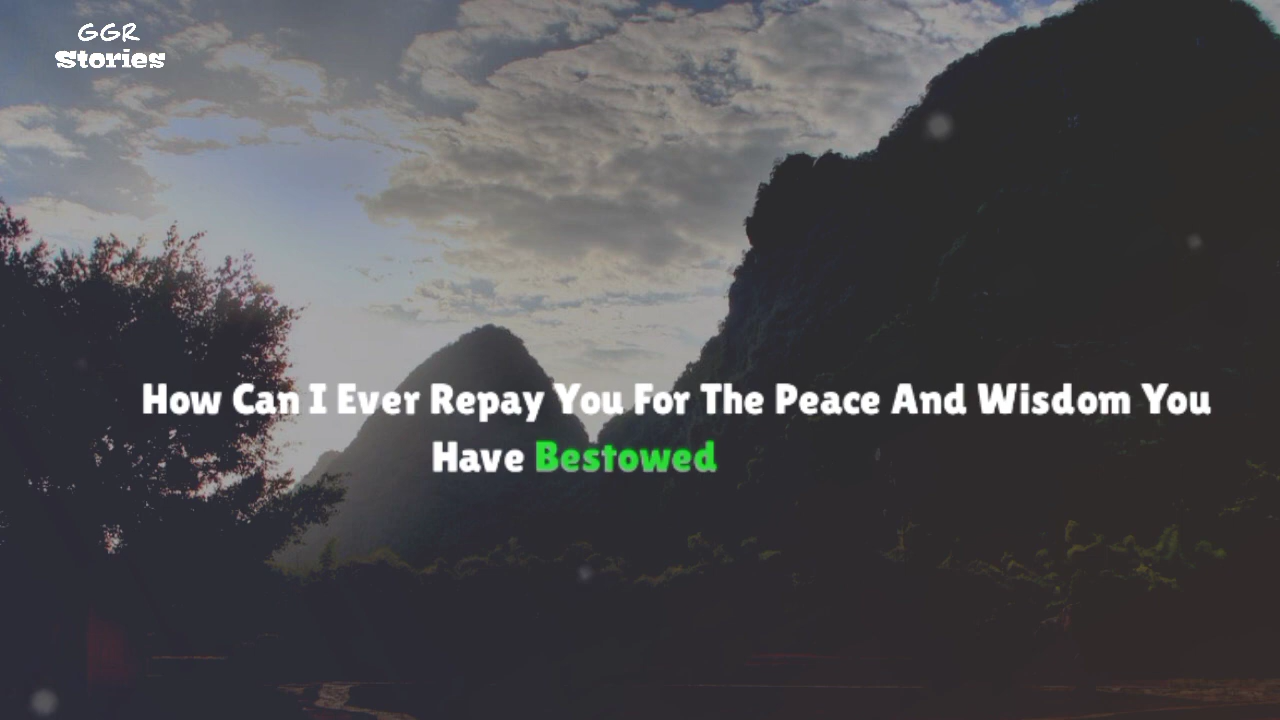 GGR
Stories
How Can I Ever Repay You For The Peace And Wisdom You
Have Bestowed